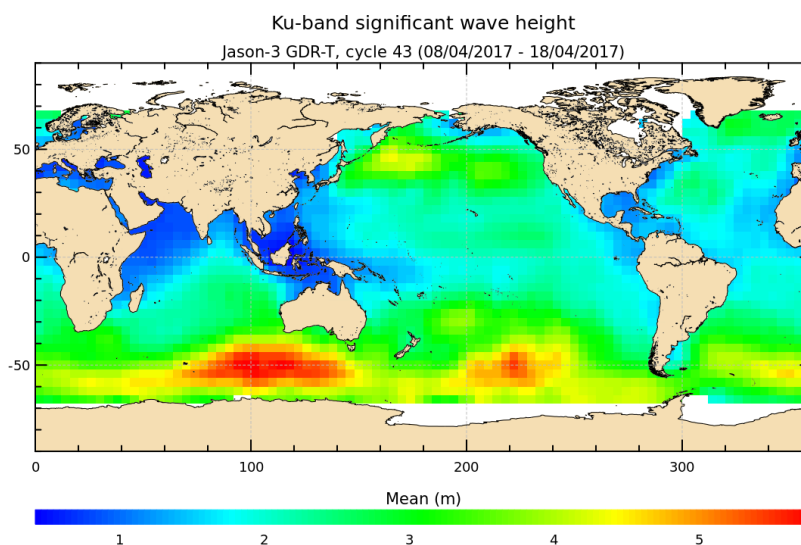 Ku-band significant wave height
Jason-3 GDR-T, cycle 43 (08/04/2017 - 18/04/2017)
50
0
-50
0 100 200 300
Mean (m)
1 2 3 4 5